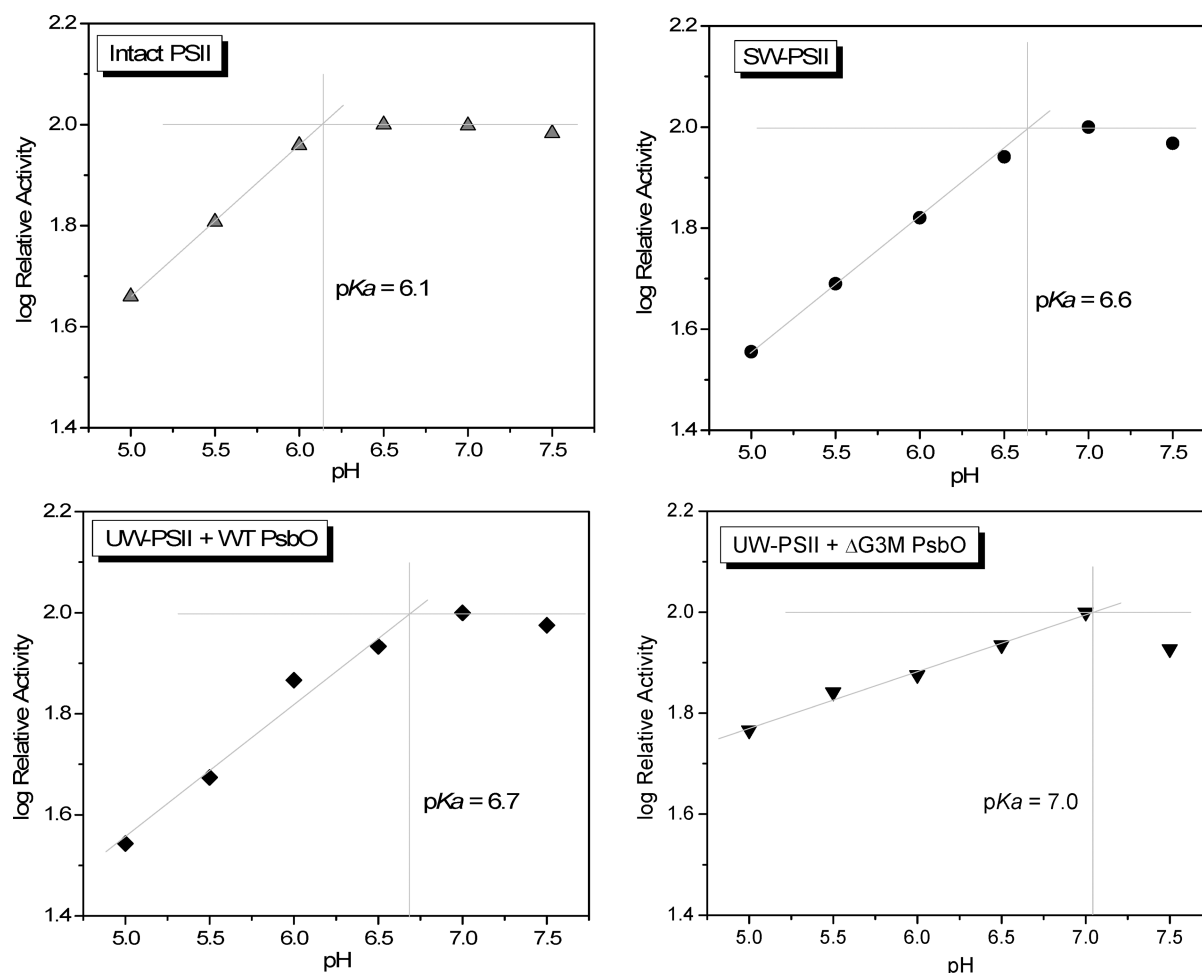 Intact PSII
log Relative Activity
2.2
2.0
1.8
1.6
1.4
pKa = 6.1
5.0 5.5 6.0 6.5 7.0 7.5
pH
SW-PSII
log Relative Activity
2.2
2.0
1.8
1.6
1.4
pKa = 6.6
5.0 5.5 6.0 6.5 7.0 7.5
pH
UW-PSII + WT PsbO
log Relative Activity
2.2
2.0
1.8
1.6
1.4
pKa = 6.7
5.0 5.5 6.0 6.5 7.0 7.5
pH
UW-PSII + ΔG3M PsbO
log Relative Activity
2.2
2.0
1.8
1.6
1.4
pKa = 7.0
5.0 5.5 6.0 6.5 7.0 7.5
pH